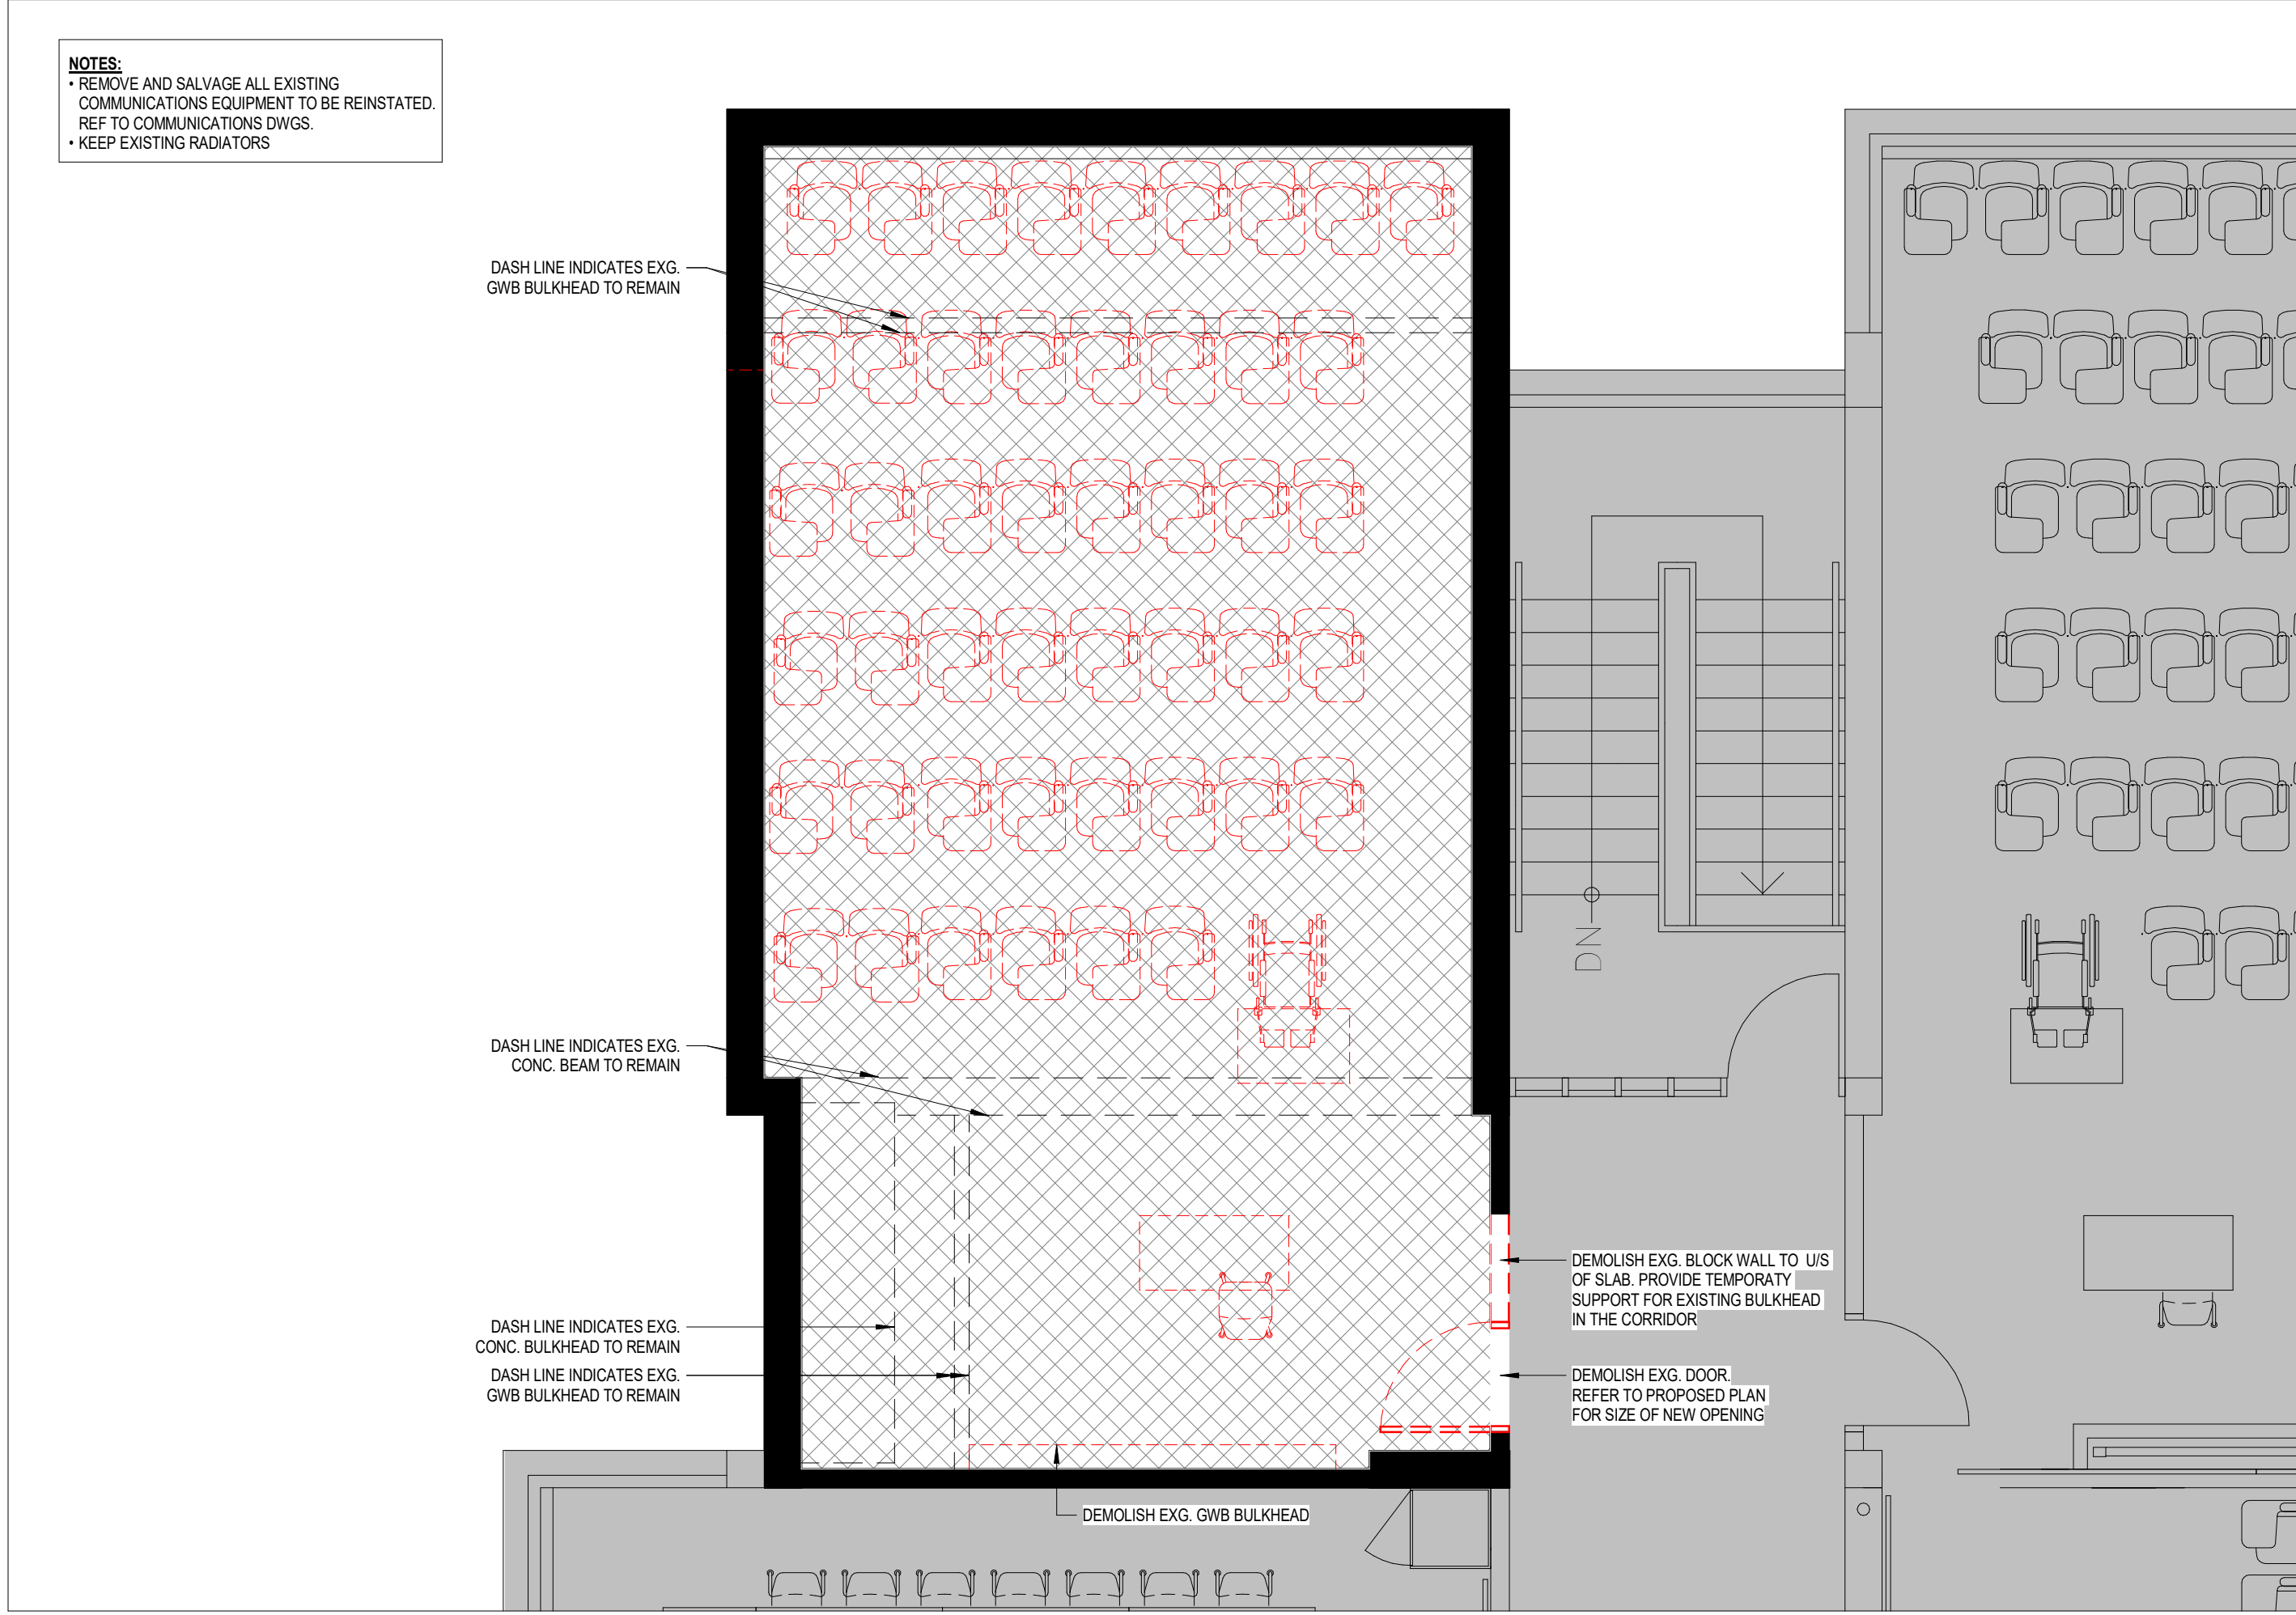 NOTES:
• REMOVE AND SALVAGE ALL EXISTING
COMMUNICATIONS EQUIPMENT TO BE REINSTATED.
REF TO COMMUNICATIONS DWGS.
• KEEP EXISTING RADIATORS
DASH LINE INDICATES EXG.
GWB BULKHEAD TO REMAIN
DN
DASH LINE INDICATES EXG.
CONC. BEAM TO REMAIN
DEMOLISH EXG. BLOCK WALL TO U/S
OF SLAB. PROVIDE TEMPORATY
SUPPORT FOR EXISTING BULKHEAD
IN THE CORRIDOR
DASH LINE INDICATES EXG.
CONC. BULKHEAD TO REMAIN
DASH LINE INDICATES EXG.
GWB BULKHEAD TO REMAIN
DEMOLISH EXG. DOOR.
REFER TO PROPOSED PLAN
FOR SIZE OF NEW OPENING
DEMOLISH EXG. GWB BULKHEAD